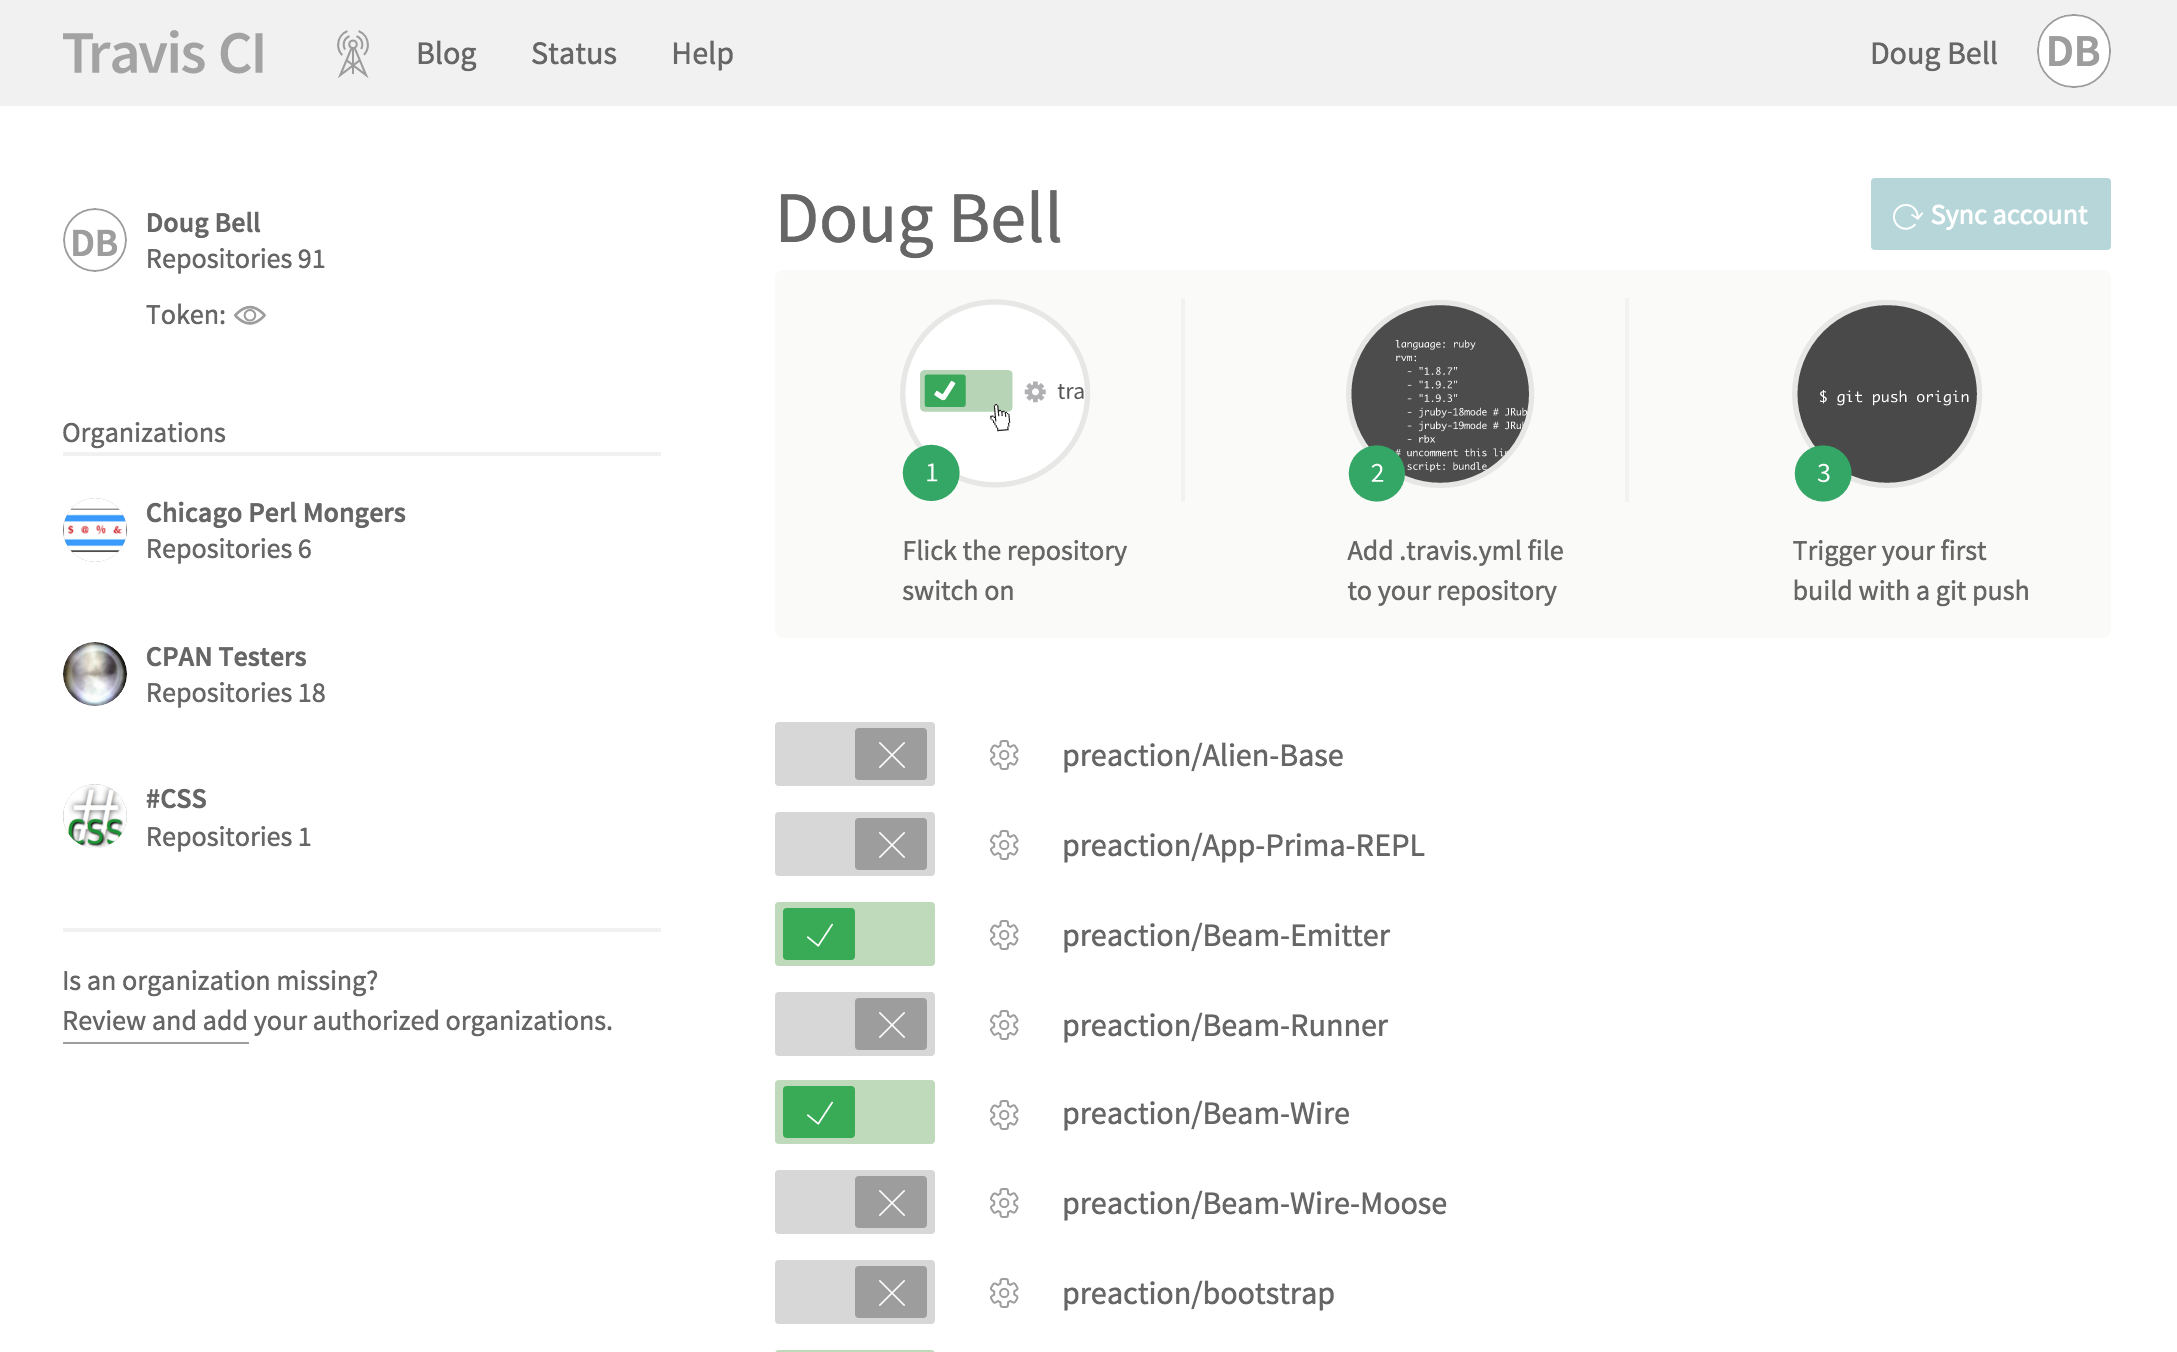 Travis CI
Blog
Status
Help
Doug Bell
DB
DB
Doug Bell
Repositories 91
Token:
Organizations
$ @ % &
Chicago Perl Mongers
Repositories 6
CPAN Testers
Repositories 18
#CSS
#CSS
Repositories 1
Is an organization missing?
Review and add your authorized organizations.
Doug Bell
Sync account
tra
1
Flick the repository
switch on
language: ruby
rvm:
- "1.8.7"
- "1.9.2"
- "1.9.3"
- jruby-18mode # JRub
- jruby-19mode # JRu
- rbx
# uncomment this li
script: bundle
2
Add .travis.yml file
to your repository
$ git push origin
3
Trigger your first
build with a git push
preaction/Alien-Base
preaction/App-Prima-REPL
preaction/Beam-Emitter
preaction/Beam-Runner
preaction/Beam-Wire
preaction/Beam-Wire-Moose
preaction/bootstrap